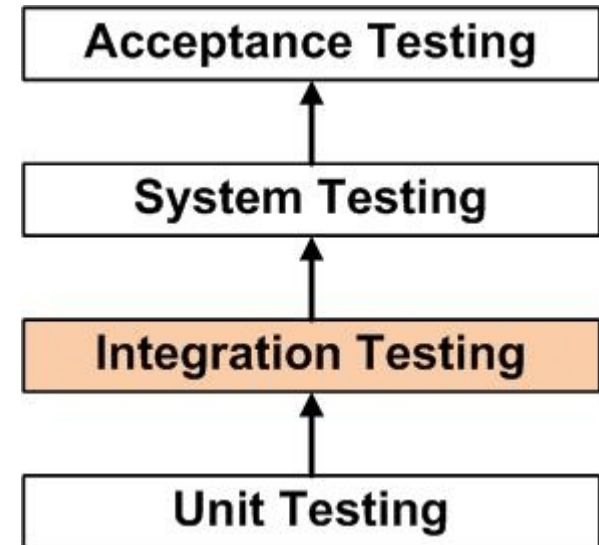 Acceptance Testing
System Testing
Integration Testing
Unit Testing